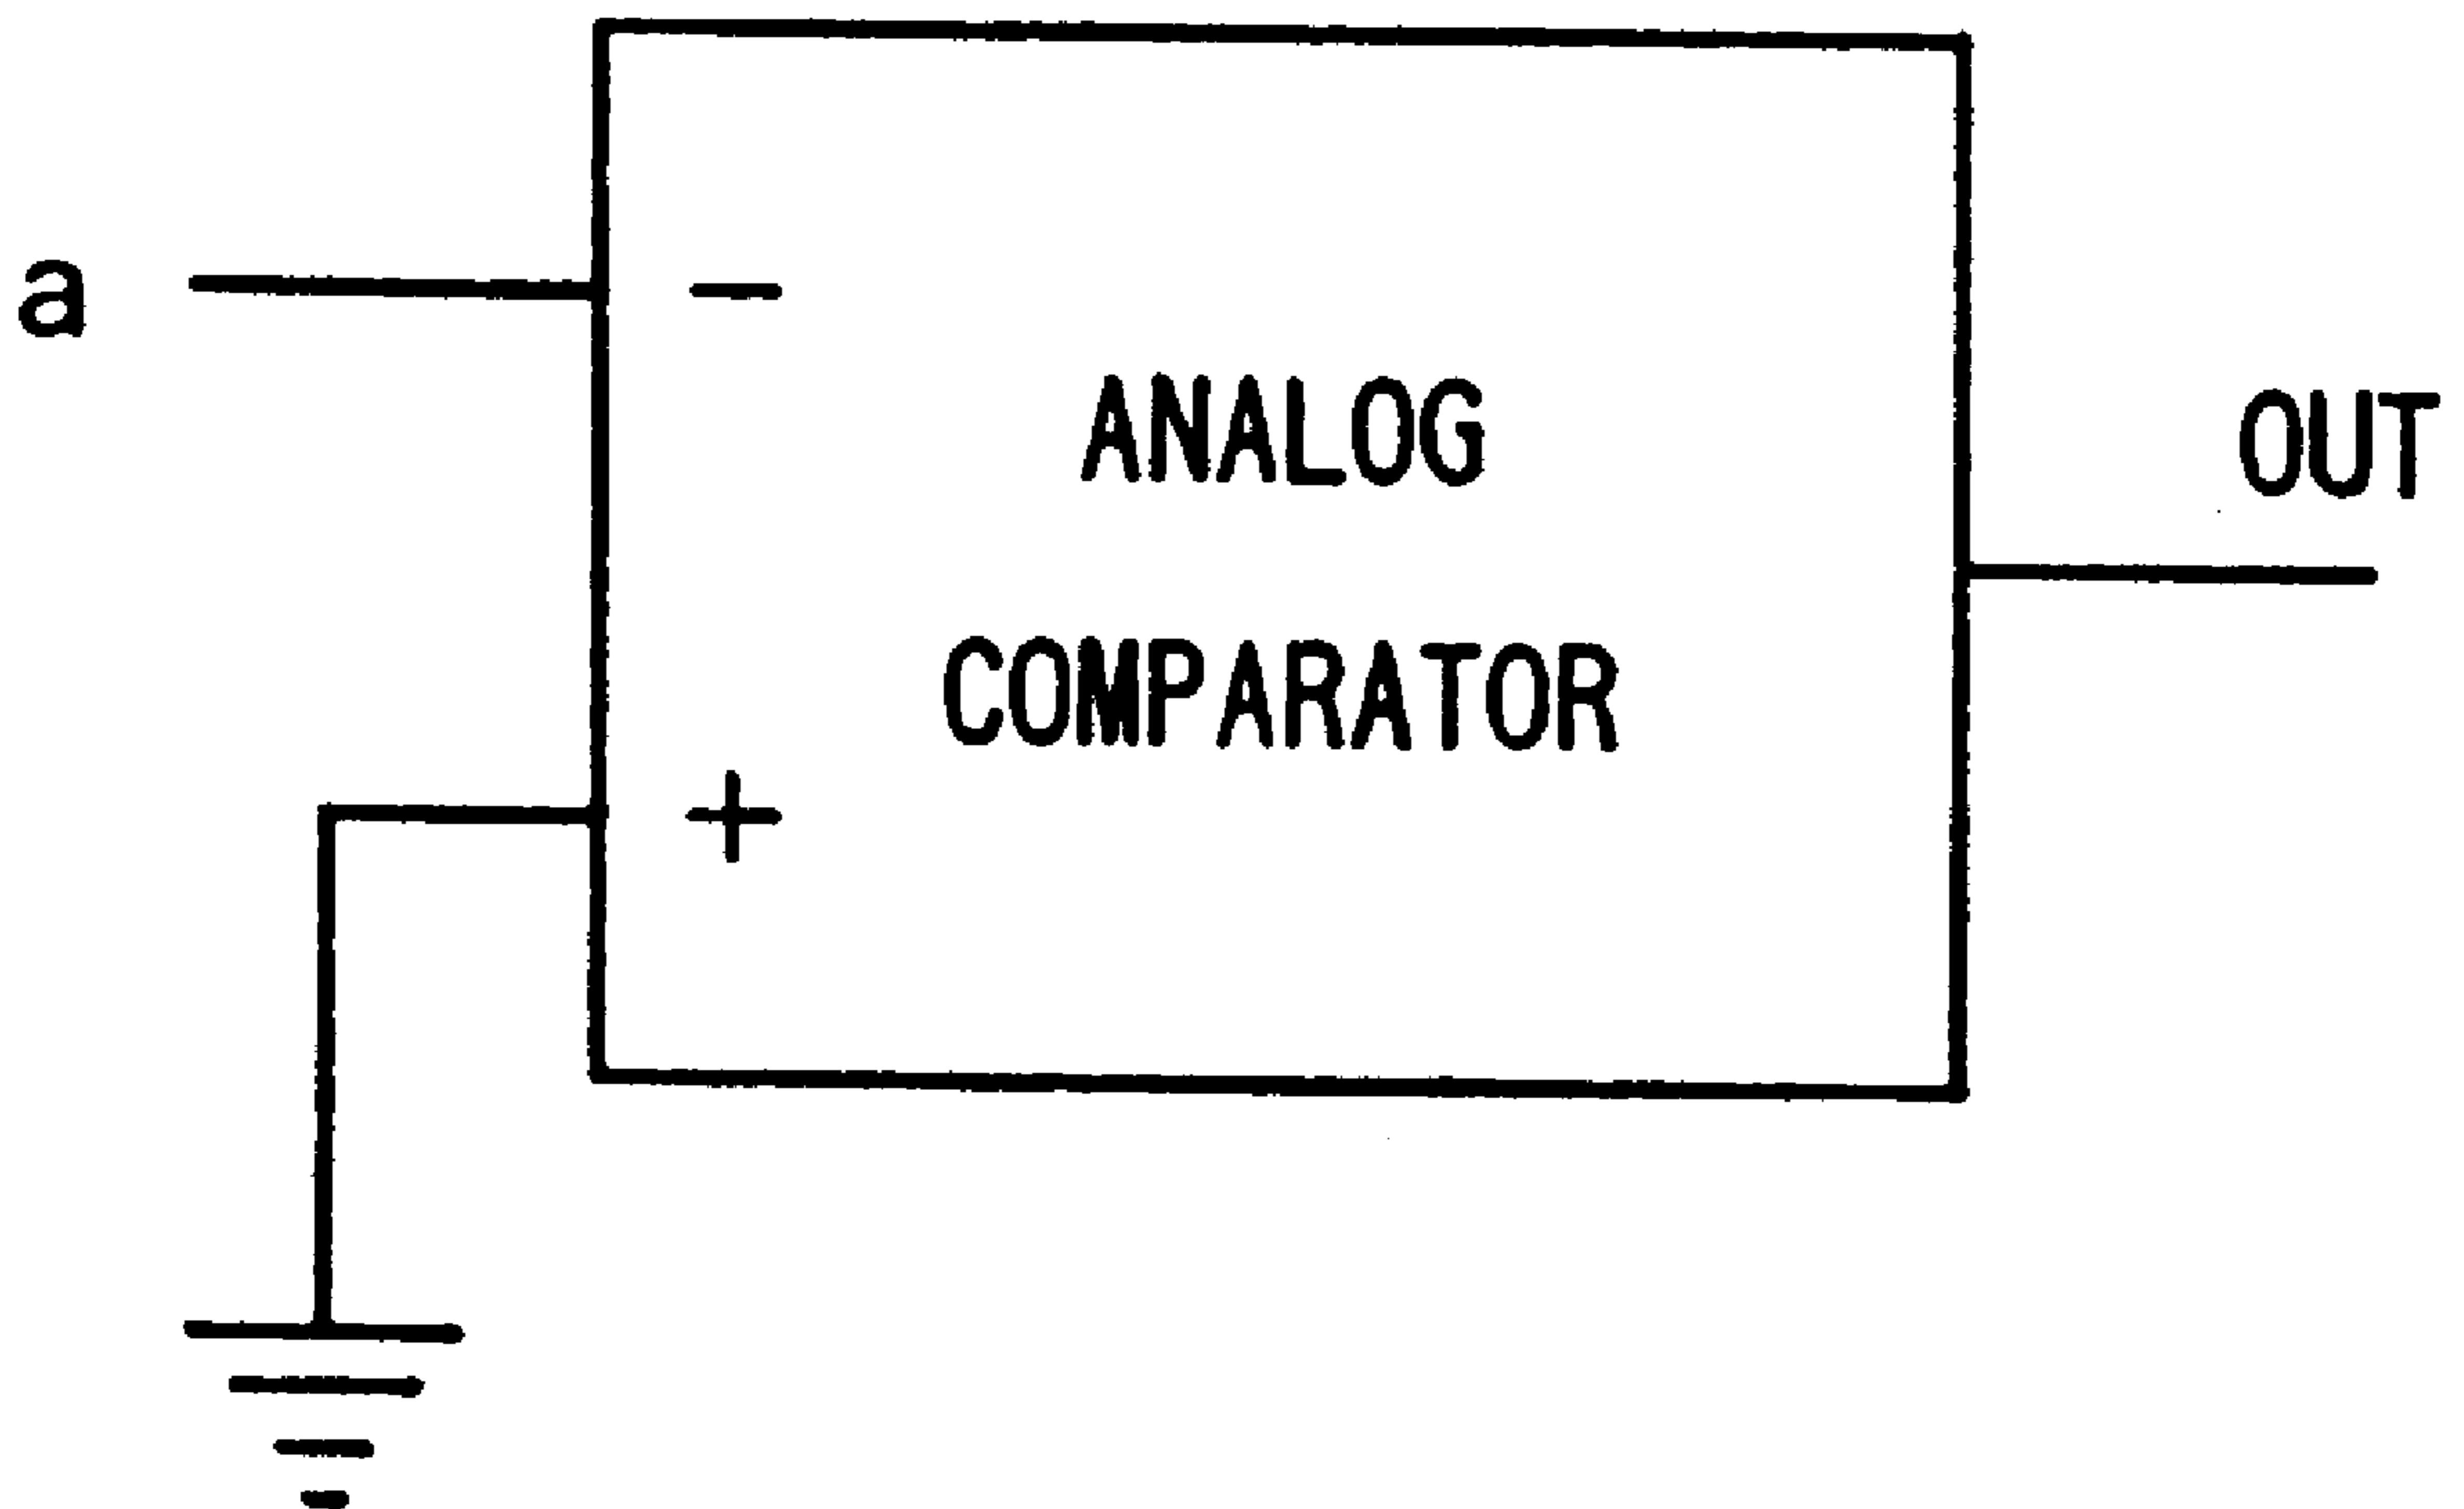 a
-
ANALOG
OUT
COMPARATOR
+